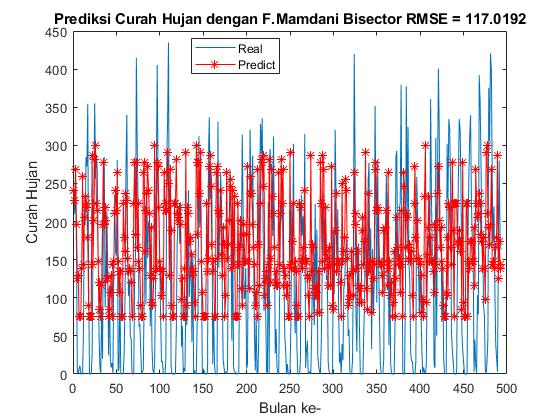 Prediksi Curah Hujan dengan F.Mamdani Bisector RMSE = 117.0192
Real
Predict
Curah Hujan
450
400
350
300
250
200
150
100
50
0
0 50 100 150 200 250 300 350 400 450 500
Bulan ke-